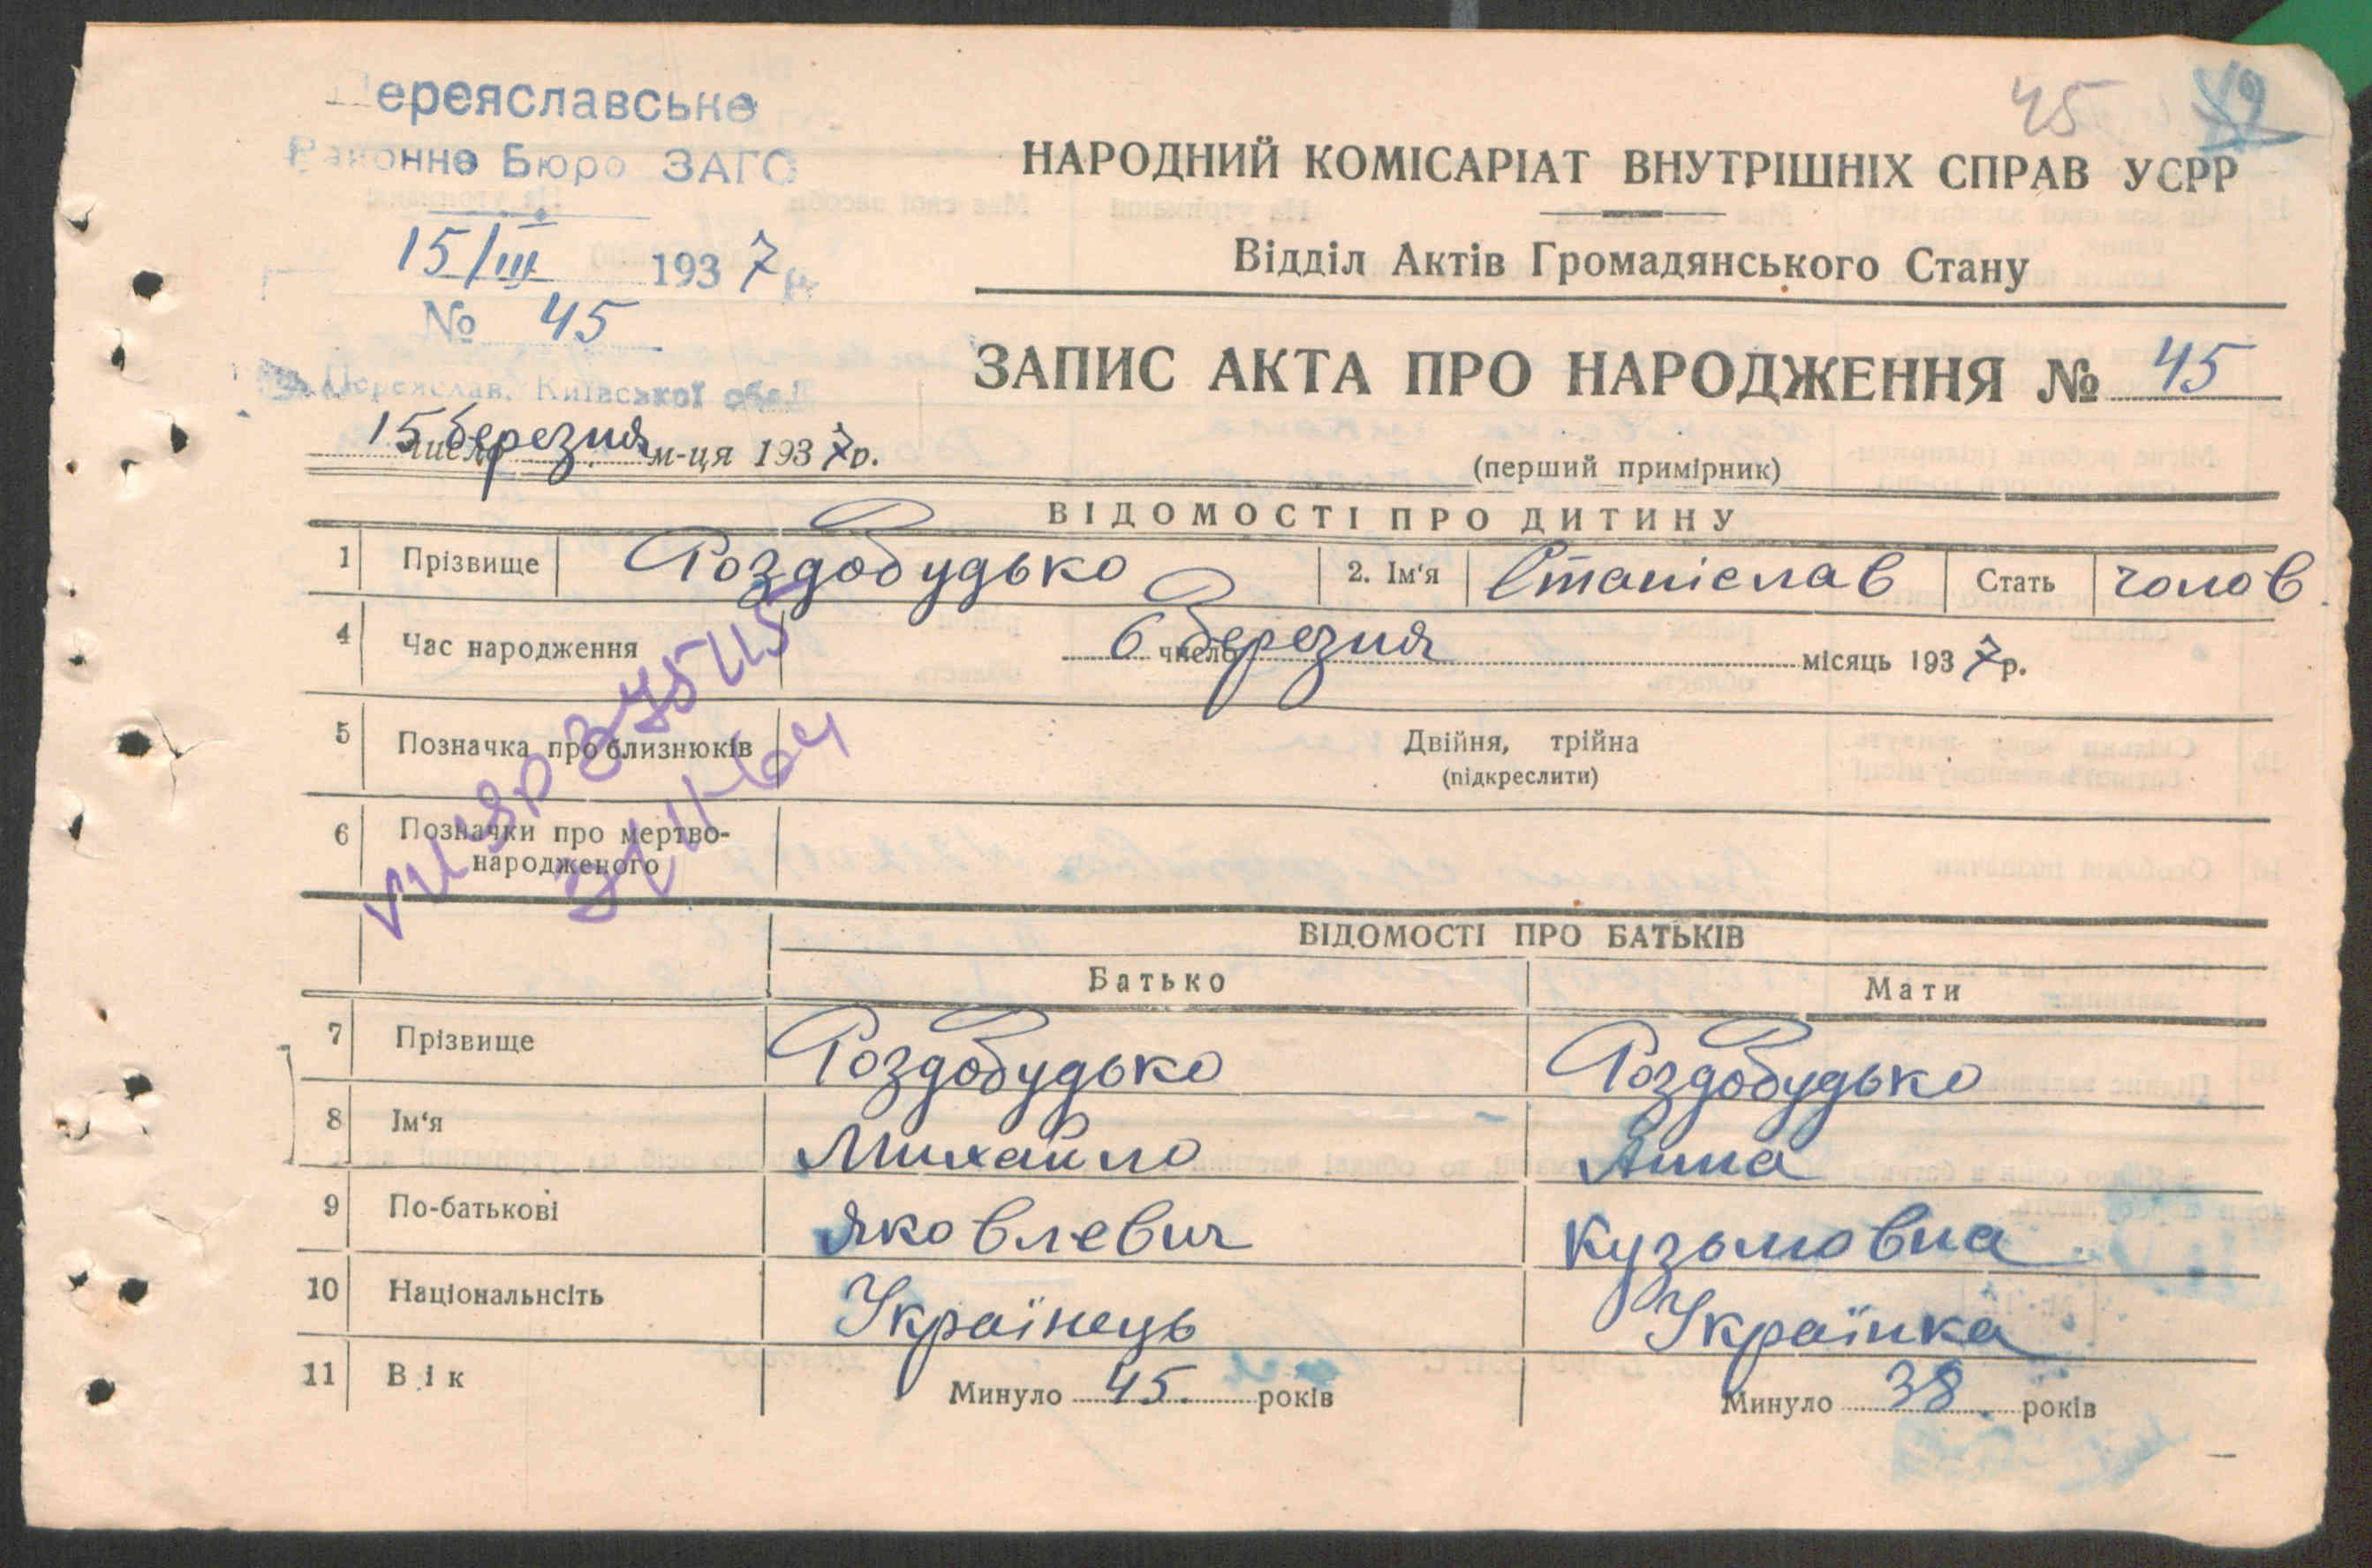 45
Переяславське
Районне Бюро ЗАГС
15/III 1937 р
№ 45
м. Переяслав, Київської обл.
НАРОДНИЙ КОМІСАРІАТ ВНУТРІШНІХ СПРАВ УСРР
Відділ Актів Громадянського Стану
ЗАПИС АКТА ПРО НАРОДЖЕННЯ № 45
15 число березня м-ця 1937 р.
(перший примірник)
ВІДОМОСТІ ПРО ДИТИНУ
1 Прізвище Роздобудько 2. Ім'я Станіслав Стать чолов.
4 Час народження 6 число березня місяць 1937 р.
5 Позначка про близнюків Двійня, трійна
(підкреслити)
6 Позначки про мертво-
народженого
ВІДОМОСТІ ПРО БАТЬКІВ
Батько Мати
7 Прізвище Роздобудько Роздобудько
8 Ім'я Михайло Анна
9 По-батькові Яковлевич Кузьмовна
10 Національнсіть Українець Українка
11 Вік Минуло 45 років Минуло 38 років